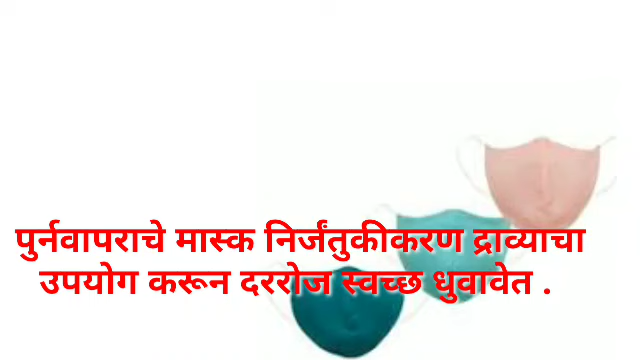 पुर्नवापराचे मास्क निर्जंतुकीकरण द्राव्याचा
उपयोग करून दररोज स्वच्छ धुवावेत .